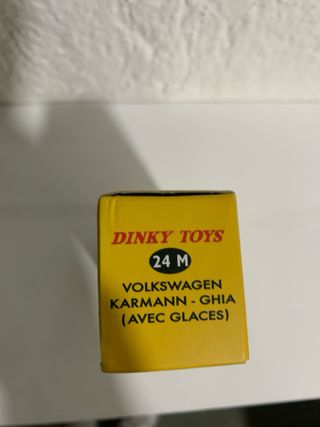 DINKY TOYS
24 M
VOLKSWAGEN
KARMANN - GHIA
(AVEC GLACES)